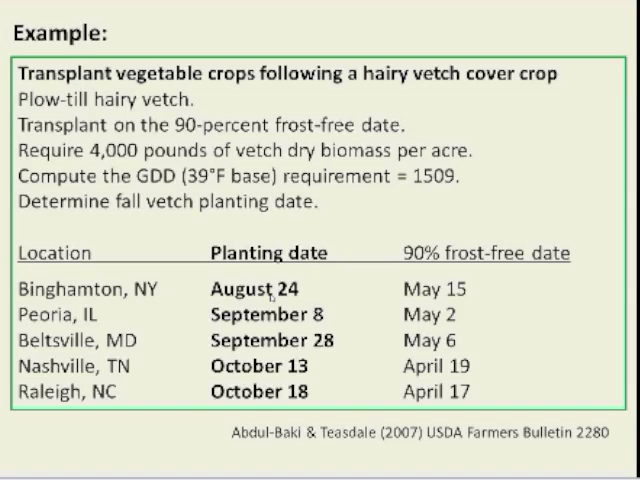 Example:
Transplant vegetable crops following a hairy vetch cover crop
Plow-till hairy vetch.
Transplant on the 90-percent frost-free date.
Require 4,000 pounds of vetch dry biomass per acre.
Compute the GDD (39°F base) requirement = 1509.
Determine fall vetch planting date.
Location Planting date 90% frost-free date
Binghamton, NY August 24 May 15
Peoria, IL September 8 May 2
Beltsville, MD September 28 May 6
Nashville, TN October 13 April 19
Raleigh, NC October 18 April 17
Abdul-Baki & Teasdale (2007) USDA Farmers Bulletin 2280